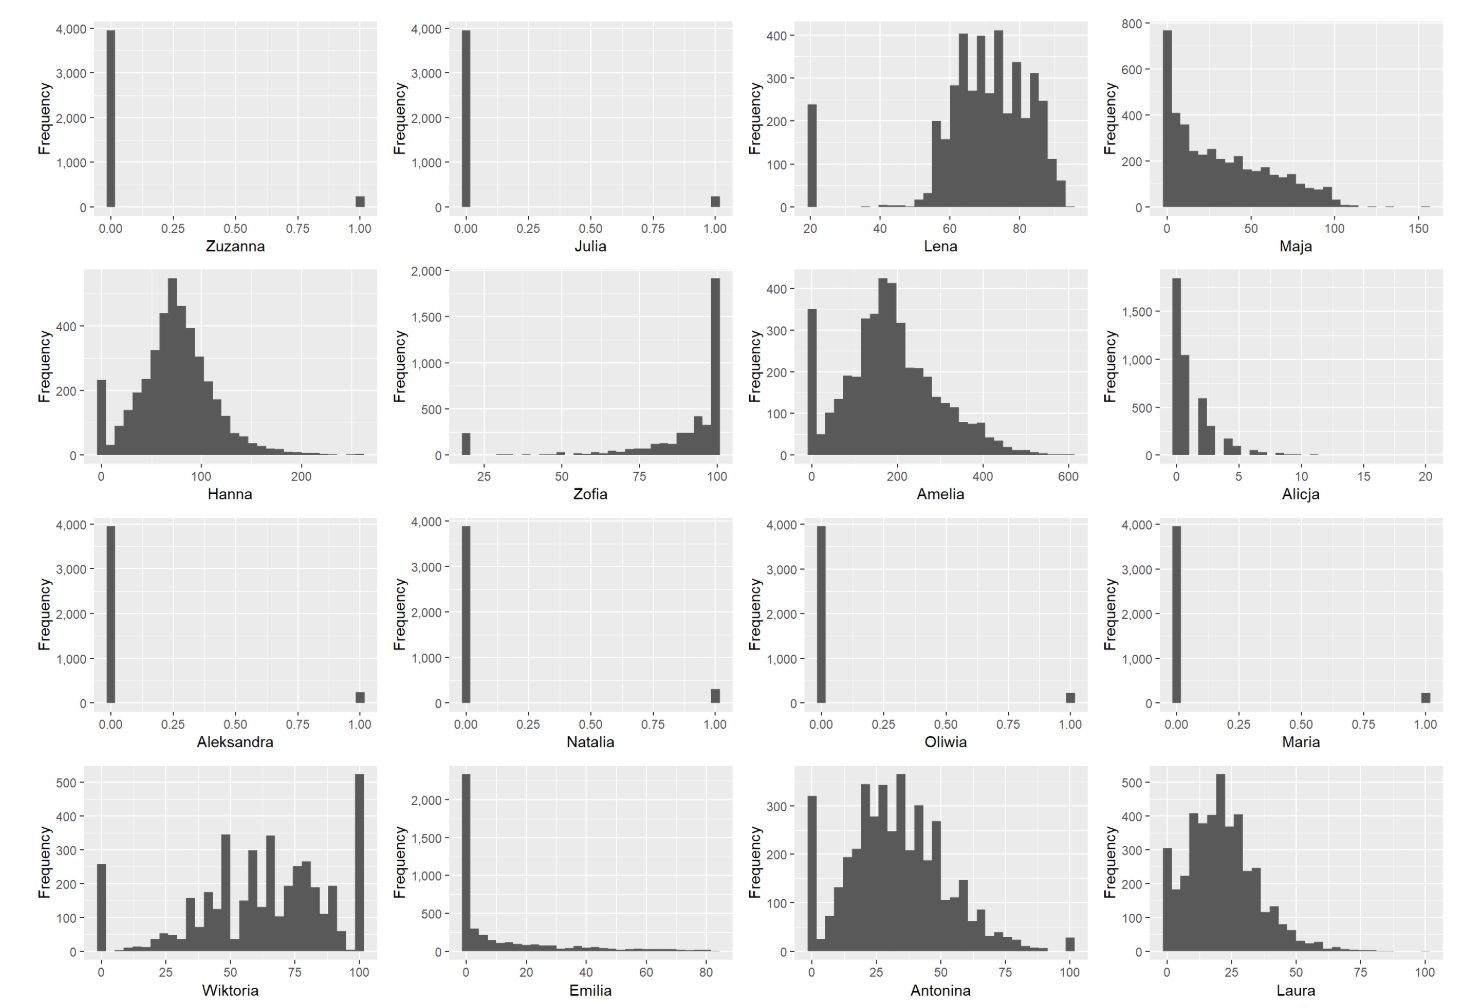 4,000
3,000
2,000
1,000
0
Frequency
0.00 0.25 0.50 0.75 1.00
Zuzanna
4,000
3,000
2,000
1,000
0
Frequency
0.00 0.25 0.50 0.75 1.00
Julia
400
300
200
100
0
Frequency
20 40 60 80
Lena
800
600
400
200
0
Frequency
0 50 100 150
Maja
400
200
0
Frequency
0 100 200
Hanna
2,000
1,500
1,000
500
0
Frequency
25 50 75 100
Zofia
400
300
200
100
0
Frequency
0 200 400 600
Amelia
1,500
1,000
500
0
Frequency
0 5 10 15 20
Alicja
4,000
3,000
2,000
1,000
0
Frequency
0.00 0.25 0.50 0.75 1.00
Aleksandra
4,000
3,000
2,000
1,000
0
Frequency
0.00 0.25 0.50 0.75 1.00
Natalia
4,000
3,000
2,000
1,000
0
Frequency
0.00 0.25 0.50 0.75 1.00
Oliwia
4,000
3,000
2,000
1,000
0
Frequency
0.00 0.25 0.50 0.75 1.00
Maria
500
400
300
200
100
0
Frequency
0 25 50 75 100
Wiktoria
2,000
1,500
1,000
500
0
Frequency
0 20 40 60 80
Emilia
300
200
100
0
Frequency
0 25 50 75 100
Antonina
500
400
300
200
100
0
Frequency
0 25 50 75 100
Laura